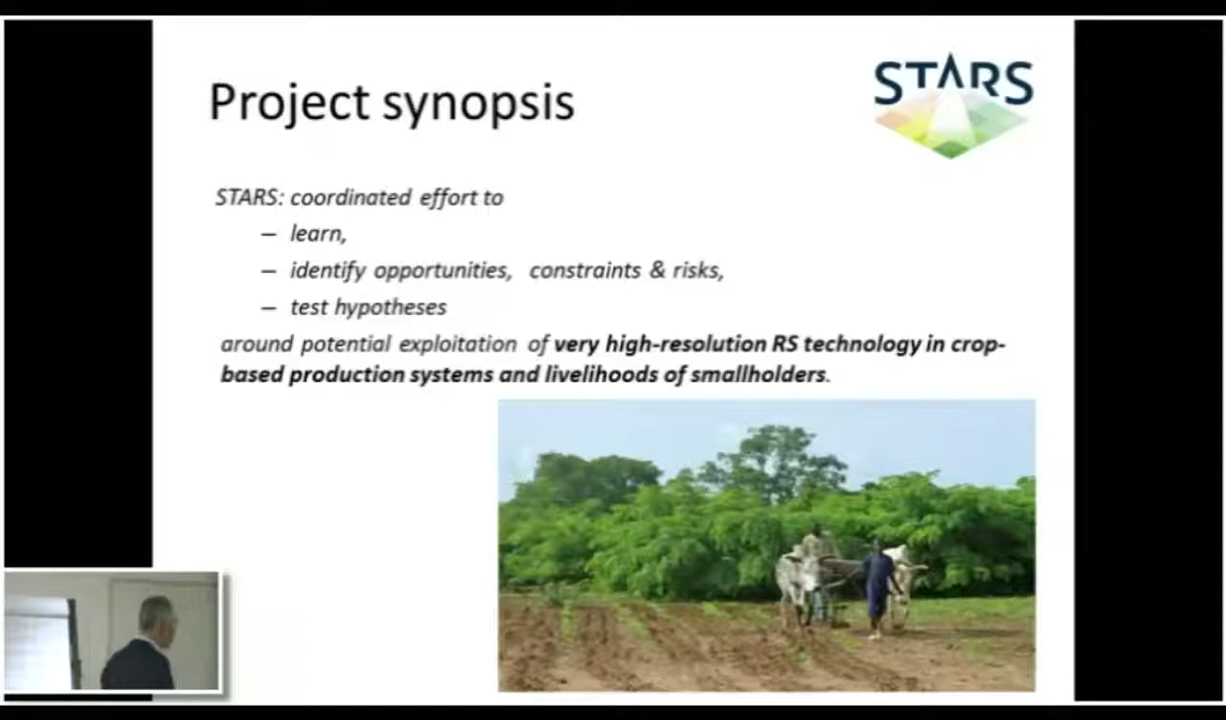 STARS
Project synopsis
STARS: coordinated effort to
– learn,
– identify opportunities, constraints & risks,
– test hypotheses
around potential exploitation of very high-resolution RS technology in crop-
based production systems and livelihoods of smallholders.